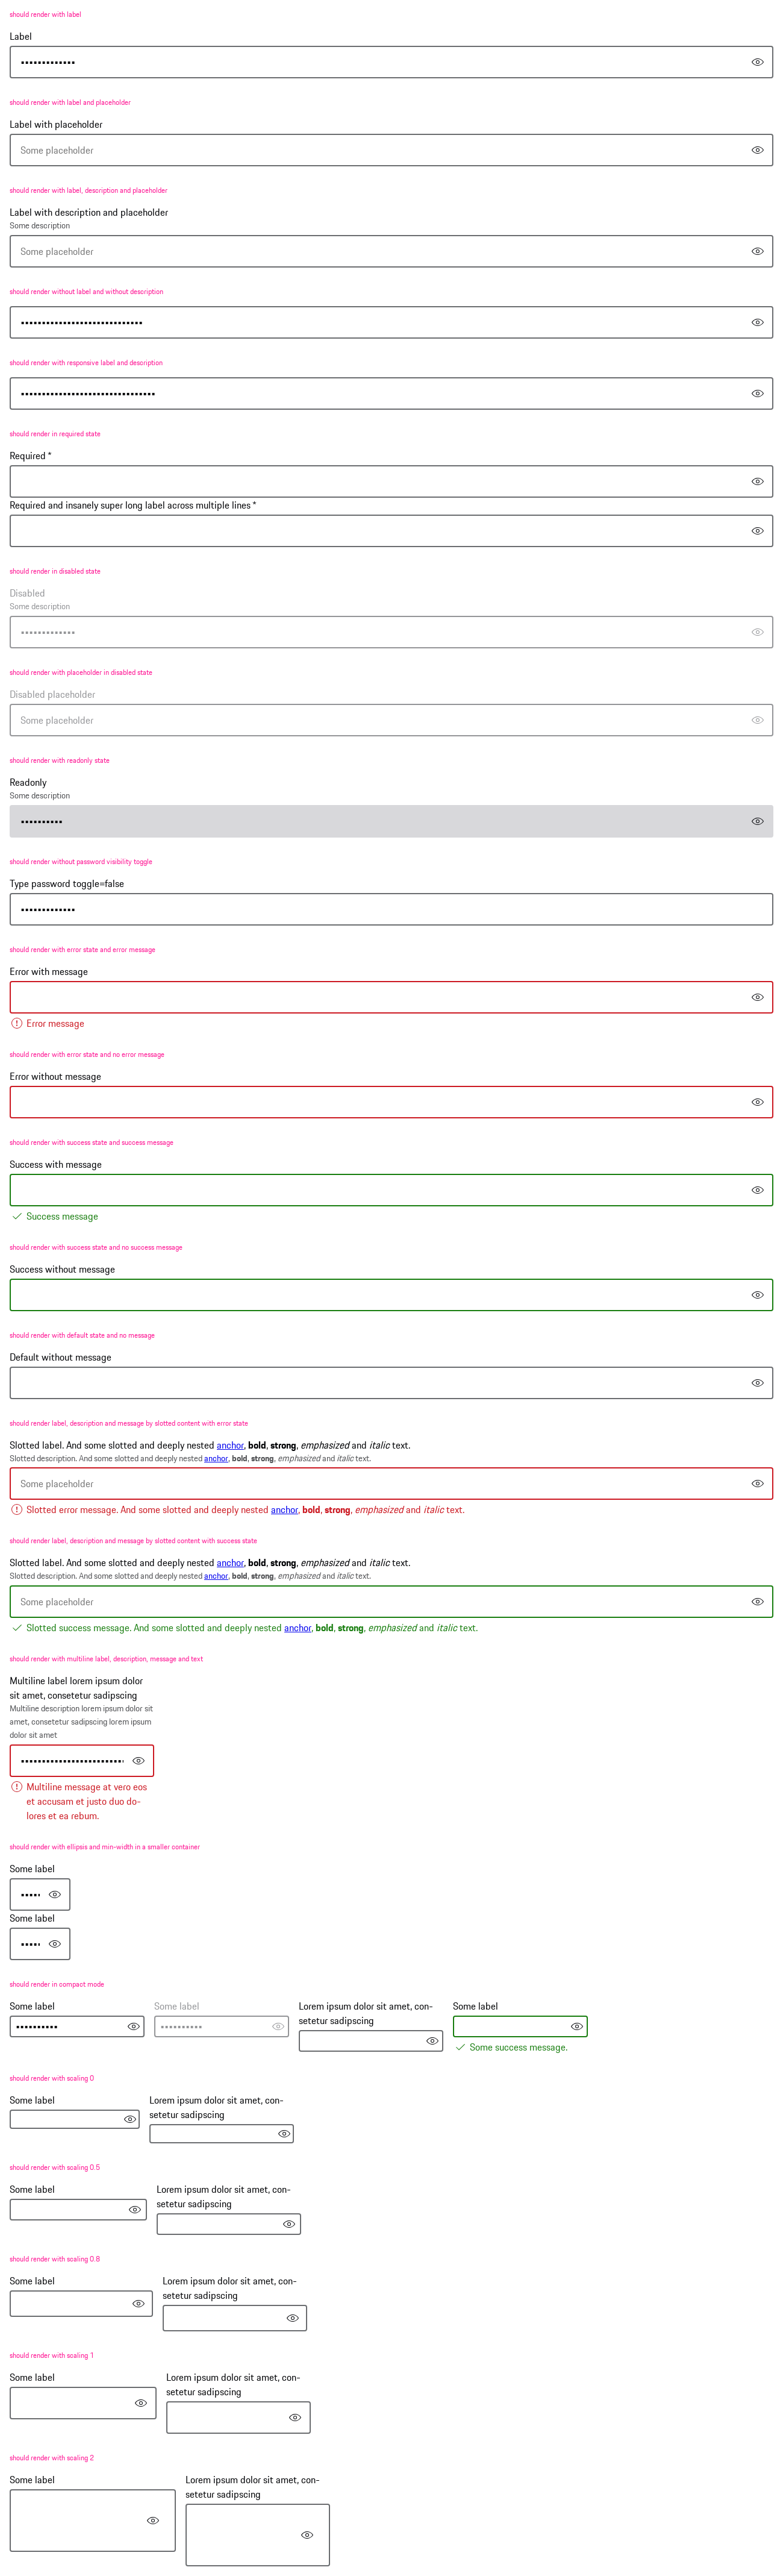 should render with label
Label
should render with label and placeholder
Label with placeholder
Some placeholder
should render with label, description and placeholder
Label with description and placeholder
Some description
Some placeholder
should render without label and without description
should render with responsive label and description
should render in required state
Required *
Required and insanely super long label across multiple lines *
should render in disabled state
Disabled
Some description
should render with placeholder in disabled state
Disabled placeholder
Some placeholder
should render with readonly state
Readonly
Some description
should render without password visibility toggle
Type password toggle=false
should render with error state and error message
Error with message
Error message
should render with error state and no error message
Error without message
should render with success state and success message
Success with message
Success message
should render with success state and no success message
Success without message
should render with default state and no message
Default without message
should render label, description and message by slotted content with error state
Slotted label. And some slotted and deeply nested anchor, bold, strong, emphasized and italic text.
Slotted description. And some slotted and deeply nested anchor, bold, strong, emphasized and italic text.
Some placeholder
Slotted error message. And some slotted and deeply nested anchor, bold, strong, emphasized and italic text.
should render label, description and message by slotted content with success state
Slotted label. And some slotted and deeply nested anchor, bold, strong, emphasized and italic text.
Slotted description. And some slotted and deeply nested anchor, bold, strong, emphasized and italic text.
Some placeholder
Slotted success message. And some slotted and deeply nested anchor, bold, strong, emphasized and italic text.
should render with multiline label, description, message and text
Multiline label lorem ipsum dolor
sit amet, consetetur sadipscing
Multiline description lorem ipsum dolor sit
amet, consetetur sadipscing lorem ipsum
dolor sit amet
Multiline message at vero eos
et accusam et justo duo do-
lores et ea rebum.
should render with ellipsis and min-width in a smaller container
Some label
Some label
should render in compact mode
Some label
Some label
Lorem ipsum dolor sit amet, con-
setetur sadipscing
Some label
Some success message.
should render with scaling 0
Some label
Lorem ipsum dolor sit amet, con-
setetur sadipscing
should render with scaling 0.5
Some label
Lorem ipsum dolor sit amet, con-
setetur sadipscing
should render with scaling 0.8
Some label
Lorem ipsum dolor sit amet, con-
setetur sadipscing
should render with scaling 1
Some label
Lorem ipsum dolor sit amet, con-
setetur sadipscing
should render with scaling 2
Some label
Lorem ipsum dolor sit amet, con-
setetur sadipscing